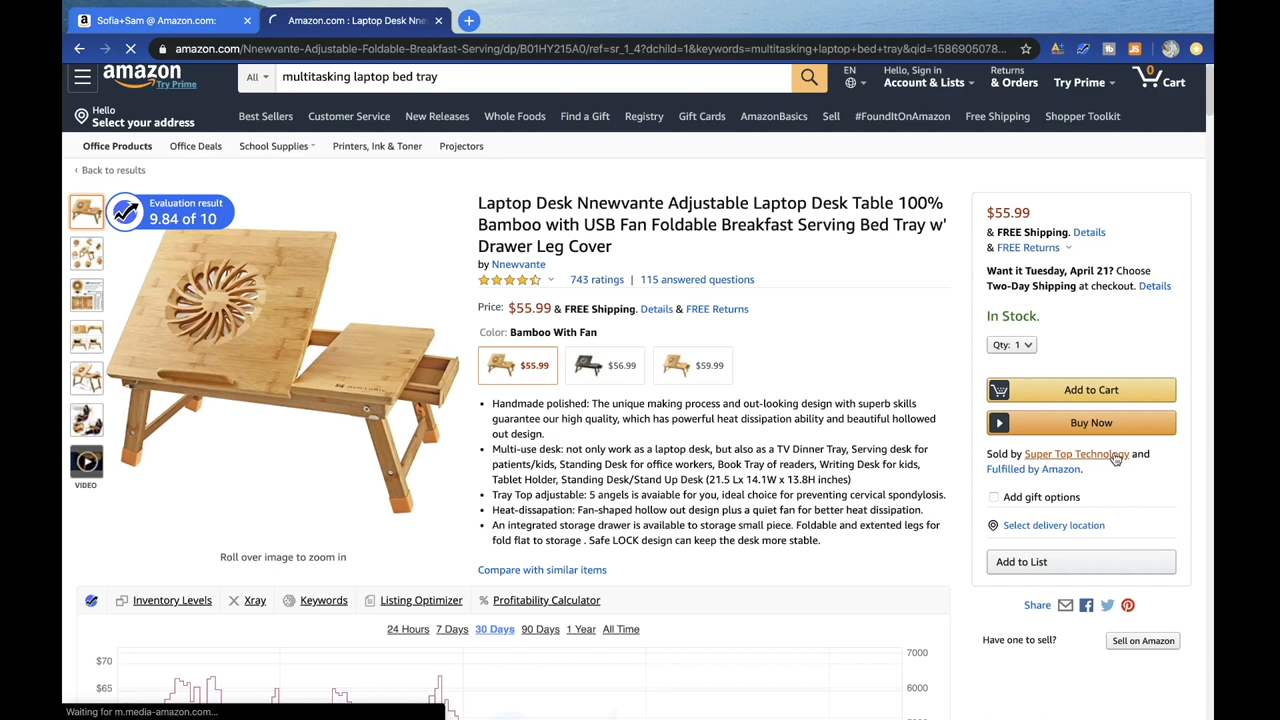 Sofia+Sam @ Amazon.com:
Amazon.com : Laptop Desk Nne
amazon.com/Nnewvante-Adjustable-Foldable-Breakfast-Serving/dp/B01HY215A0/ref=sr_1_4?dchild=1&keywords=multitasking+laptop+bed+tray&qid=1586905078...
amazon
Try Prime
All
multitasking laptop bed tray
EN
Hello, Sign in
Account & Lists
Returns
& Orders
Try Prime
0
Cart
Hello
Select your address
Best Sellers Customer Service New Releases Whole Foods Find a Gift Registry Gift Cards AmazonBasics Sell #FoundItOnAmazon Free Shipping Shopper Toolkit
Office Products Office Deals School Supplies Printers, Ink & Toner Projectors
‹ Back to results
Evaluation result
9.84 of 10
VIDEO
Roll over image to zoom in
Laptop Desk Nnewvante Adjustable Laptop Desk Table 100%
Bamboo with USB Fan Foldable Breakfast Serving Bed Tray w'
Drawer Leg Cover
by Nnewvante
743 ratings | 115 answered questions
Price: $55.99 & FREE Shipping. Details & FREE Returns
Color: Bamboo With Fan
$55.99 $56.99 $59.99
• Handmade polished: The unique making process and out-looking design with superb skills
guarantee our high quality, which has powerful heat dissipation ability and beautiful hollowed
out design.
• Multi-use desk: not only work as a laptop desk, but also as a TV Dinner Tray, Serving desk for
patients/kids, Standing Desk for office workers, Book Tray of readers, Writing Desk for kids,
Tablet Holder, Standing Desk/Stand Up Desk (21.5 Lx 14.1W x 13.8H inches)
• Tray Top adjustable: 5 angels is avaiable for you, ideal choice for preventing cervical spondylosis.
• Heat-dissapation: Fan-shaped hollow out design plus a quiet fan for better heat dissipation.
• An integrated storage drawer is available to storage small piece. Foldable and extented legs for
fold flat to storage . Safe LOCK design can keep the desk more stable.
Compare with similar items
$55.99
& FREE Shipping. Details
& FREE Returns
Want it Tuesday, April 21? Choose
Two-Day Shipping at checkout. Details
In Stock.
Qty: 1
Add to Cart
Buy Now
Sold by Super Top Technology and
Fulfilled by Amazon.
Add gift options
Select delivery location
Add to List
Share
Have one to sell?
Sell on Amazon
Inventory Levels Xray Keywords Listing Optimizer % Profitability Calculator
24 Hours 7 Days 30 Days 90 Days 1 Year All Time
$70
7000
$65
6000
Waiting for m.media-amazon.com...